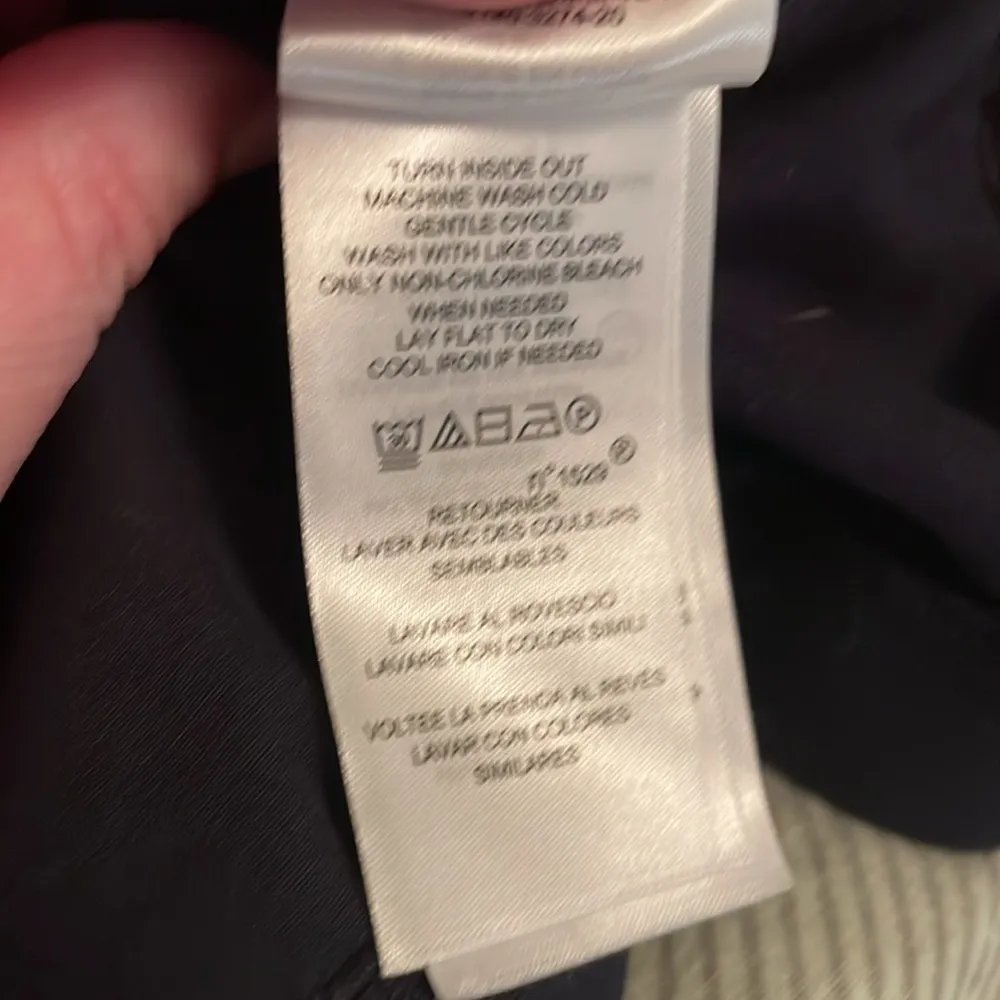 TURN INSIDE OUT
MACHINE WASH COLD
GENTLE CYCLE
WASH WITH LIKE COLORS
ONLY NON-CHLORINE BLEACH
WHEN NEEDED
LAY FLAT TO DRY
COOL IRON IF NEEDED
P
n° 1529 P
RETOURNER
LAVER AVEC DES COULEURS
SEMBLABLES
LAVARE AL ROVESCIO
LAVARE CON COLORI SIMILI
VOLTEE LA PRENDA AL REVÉS
LAVAR CON COLORES
SIMILARES